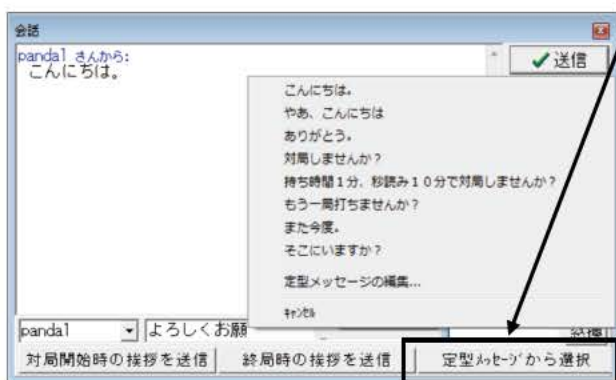 会話
panda1 さんから:
こんにちは。
送信
こんにちは。
やあ、こんにちは
ありがとう。
対局しませんか？
持ち時間１分、秒読み１０分で対局しませんか？
もう一局打ちませんか？
また今度。
そこにいますか？
定型メッセージの編集...
ｷｬﾝｾﾙ
panda1
よろしくお願
対局開始時の挨拶を送信
終局時の挨拶を送信
定型ﾒｯｾｰｼﾞから選択